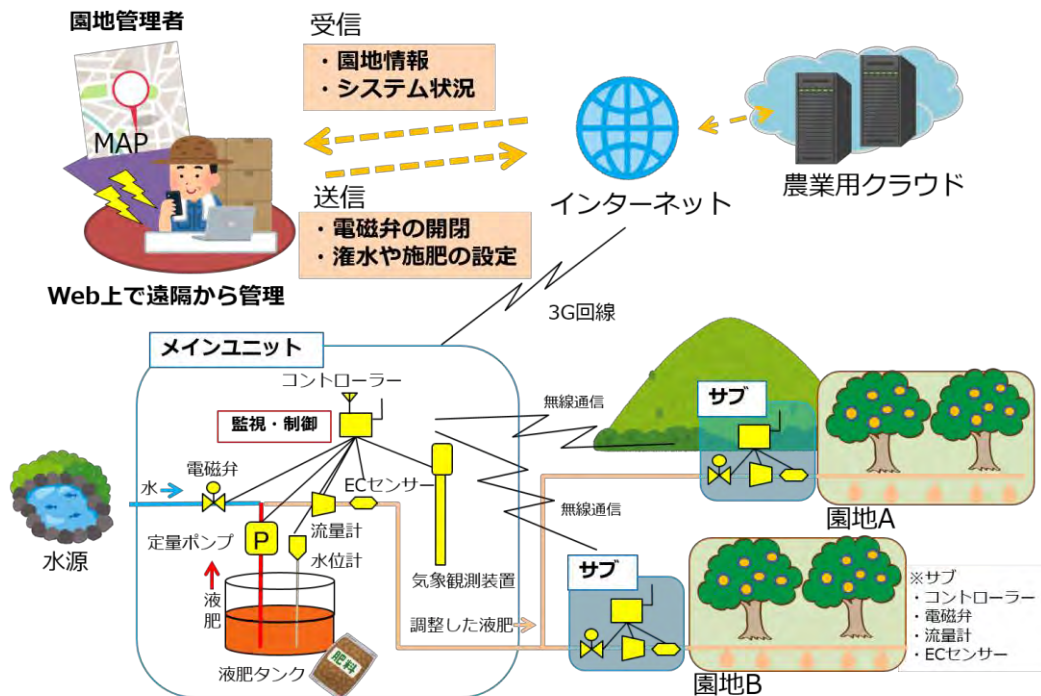 園地管理者
MAP
Web上で遠隔から管理
受信
・園地情報
・システム状況
送信
・電磁弁の開閉
・潅水や施肥の設定
インターネット
農業用クラウド
3G回線
メインユニット
コントローラー
監視・制御
電磁弁
水
水源
定量ポンプ
P
液肥
液肥タンク
肥料
ECセンサー
流量計
水位計
気象観測装置
無線通信
無線通信
調整した液肥
サブ
園地A
サブ
園地B
※サブ
・コントローラー
・電磁弁
・流量計
・ECセンサー